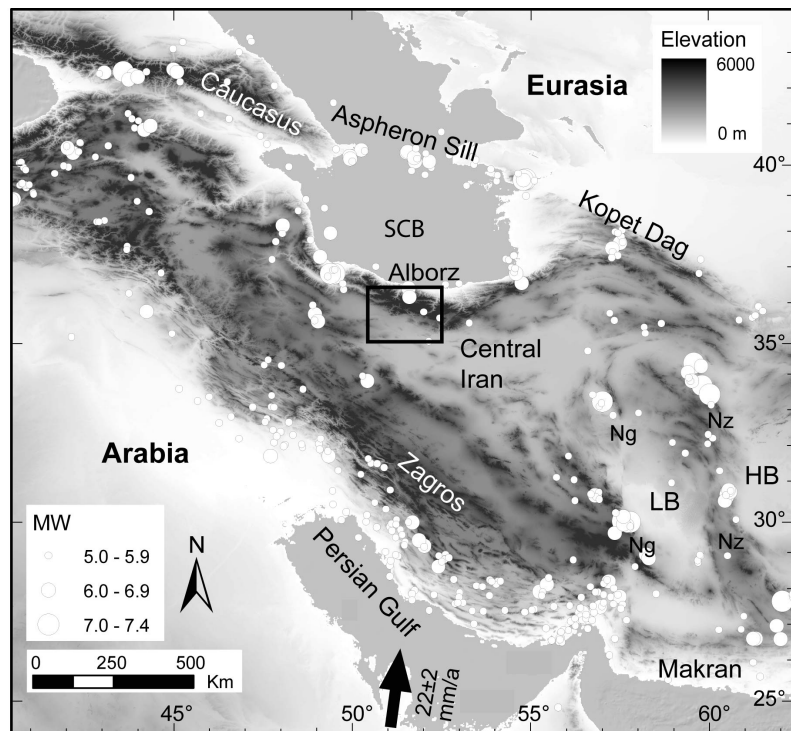 Elevation
6000
0 m
Eurasia
Caucasus
Aspheron Sill
40°
Kopet Dag
SCB
Alborz
35°
Central
Iran
Ng
Nz
Arabia
Zagros
HB
LB
MW
5.0 - 5.9
6.0 - 6.9
7.0 - 7.4
N
30°
Ng
Nz
Persian Gulf
0 250 500
Km
22±2
mm/a
Makran
25°
45° 50° 55° 60°